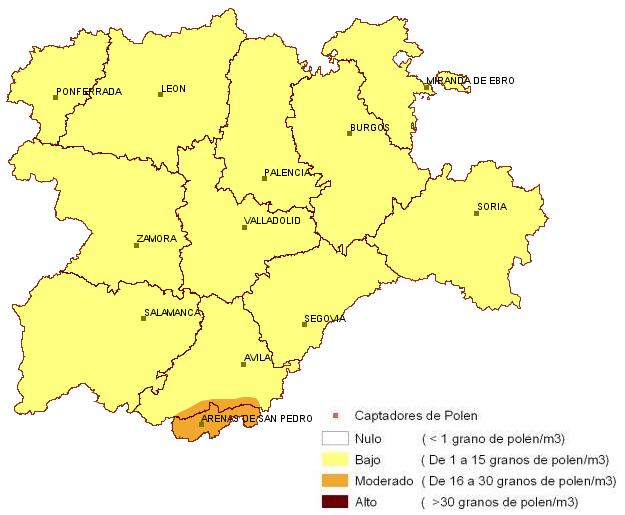 MIRANDA DE EBRO
PONFERRADA
LEON
BURGOS
PALENCIA
SORIA
VALLADOLID
ZAMORA
SALAMANCA
SEGOVIA
AVILA
ARENAS DE SAN PEDRO
Captadores de Polen
Nulo ( < 1 grano de polen/m3)
Bajo ( De 1 a 15 granos de polen/m3)
Moderado ( De 16 a 30 granos de polen/m3)
Alto ( >30 granos de polen/m3)